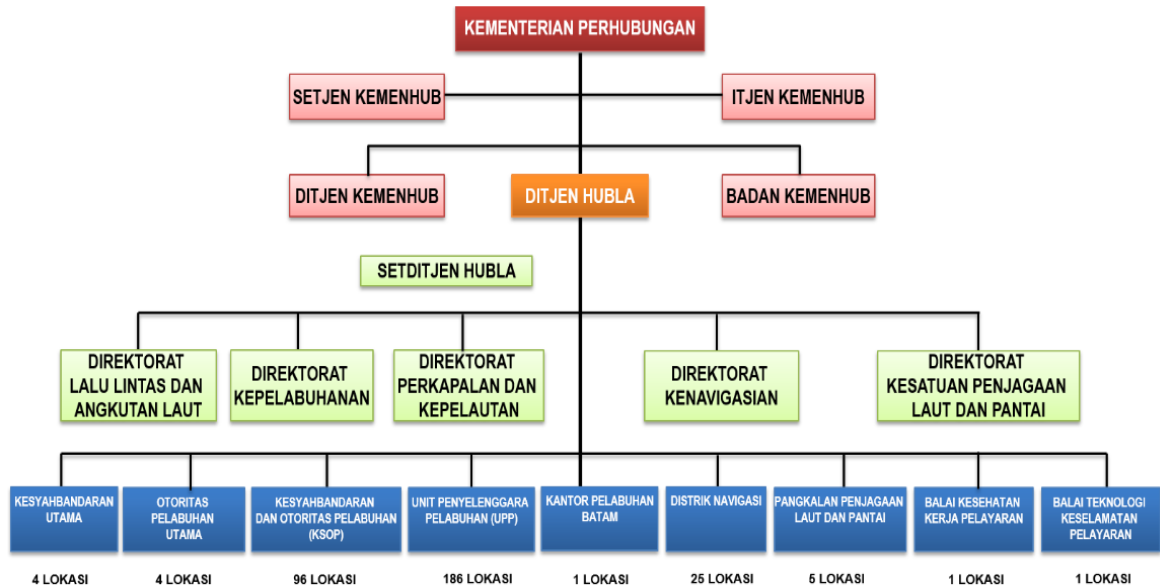 KEMENTERIAN PERHUBUNGAN
SETJEN KEMENHUB
ITJEN KEMENHUB
DITJEN KEMENHUB
DITJEN HUBLA
BADAN KEMENHUB
SETDITJEN HUBLA
DIREKTORAT
LALU LINTAS DAN
ANGKUTAN LAUT
DIREKTORAT
KEPELABUHANAN
DIREKTORAT
PERKAPALAN DAN
KEPELAUTAN
DIREKTORAT
KENAVIGASIAN
DIREKTORAT
KESATUAN PENJAGAAN
LAUT DAN PANTAI
KESYAHBANDARAN
UTAMA
OTORITAS
PELABUHAN
UTAMA
KESYAHBANDARAN
DAN OTORITAS PELABUHAN
(KSOP)
UNIT PENYELENGGARA
PELABUHAN (UPP)
KANTOR PELABUHAN
BATAM
DISTRIK NAVIGASI
PANGKALAN PENJAGAAN
LAUT DAN PANTAI
BALAI KESEHATAN
KERJA PELAYARAN
BALAI TEKNOLOGI
KESELAMATAN
PELAYARAN
4 LOKASI
4 LOKASI
96 LOKASI
186 LOKASI
1 LOKASI
25 LOKASI
5 LOKASI
1 LOKASI
1 LOKASI